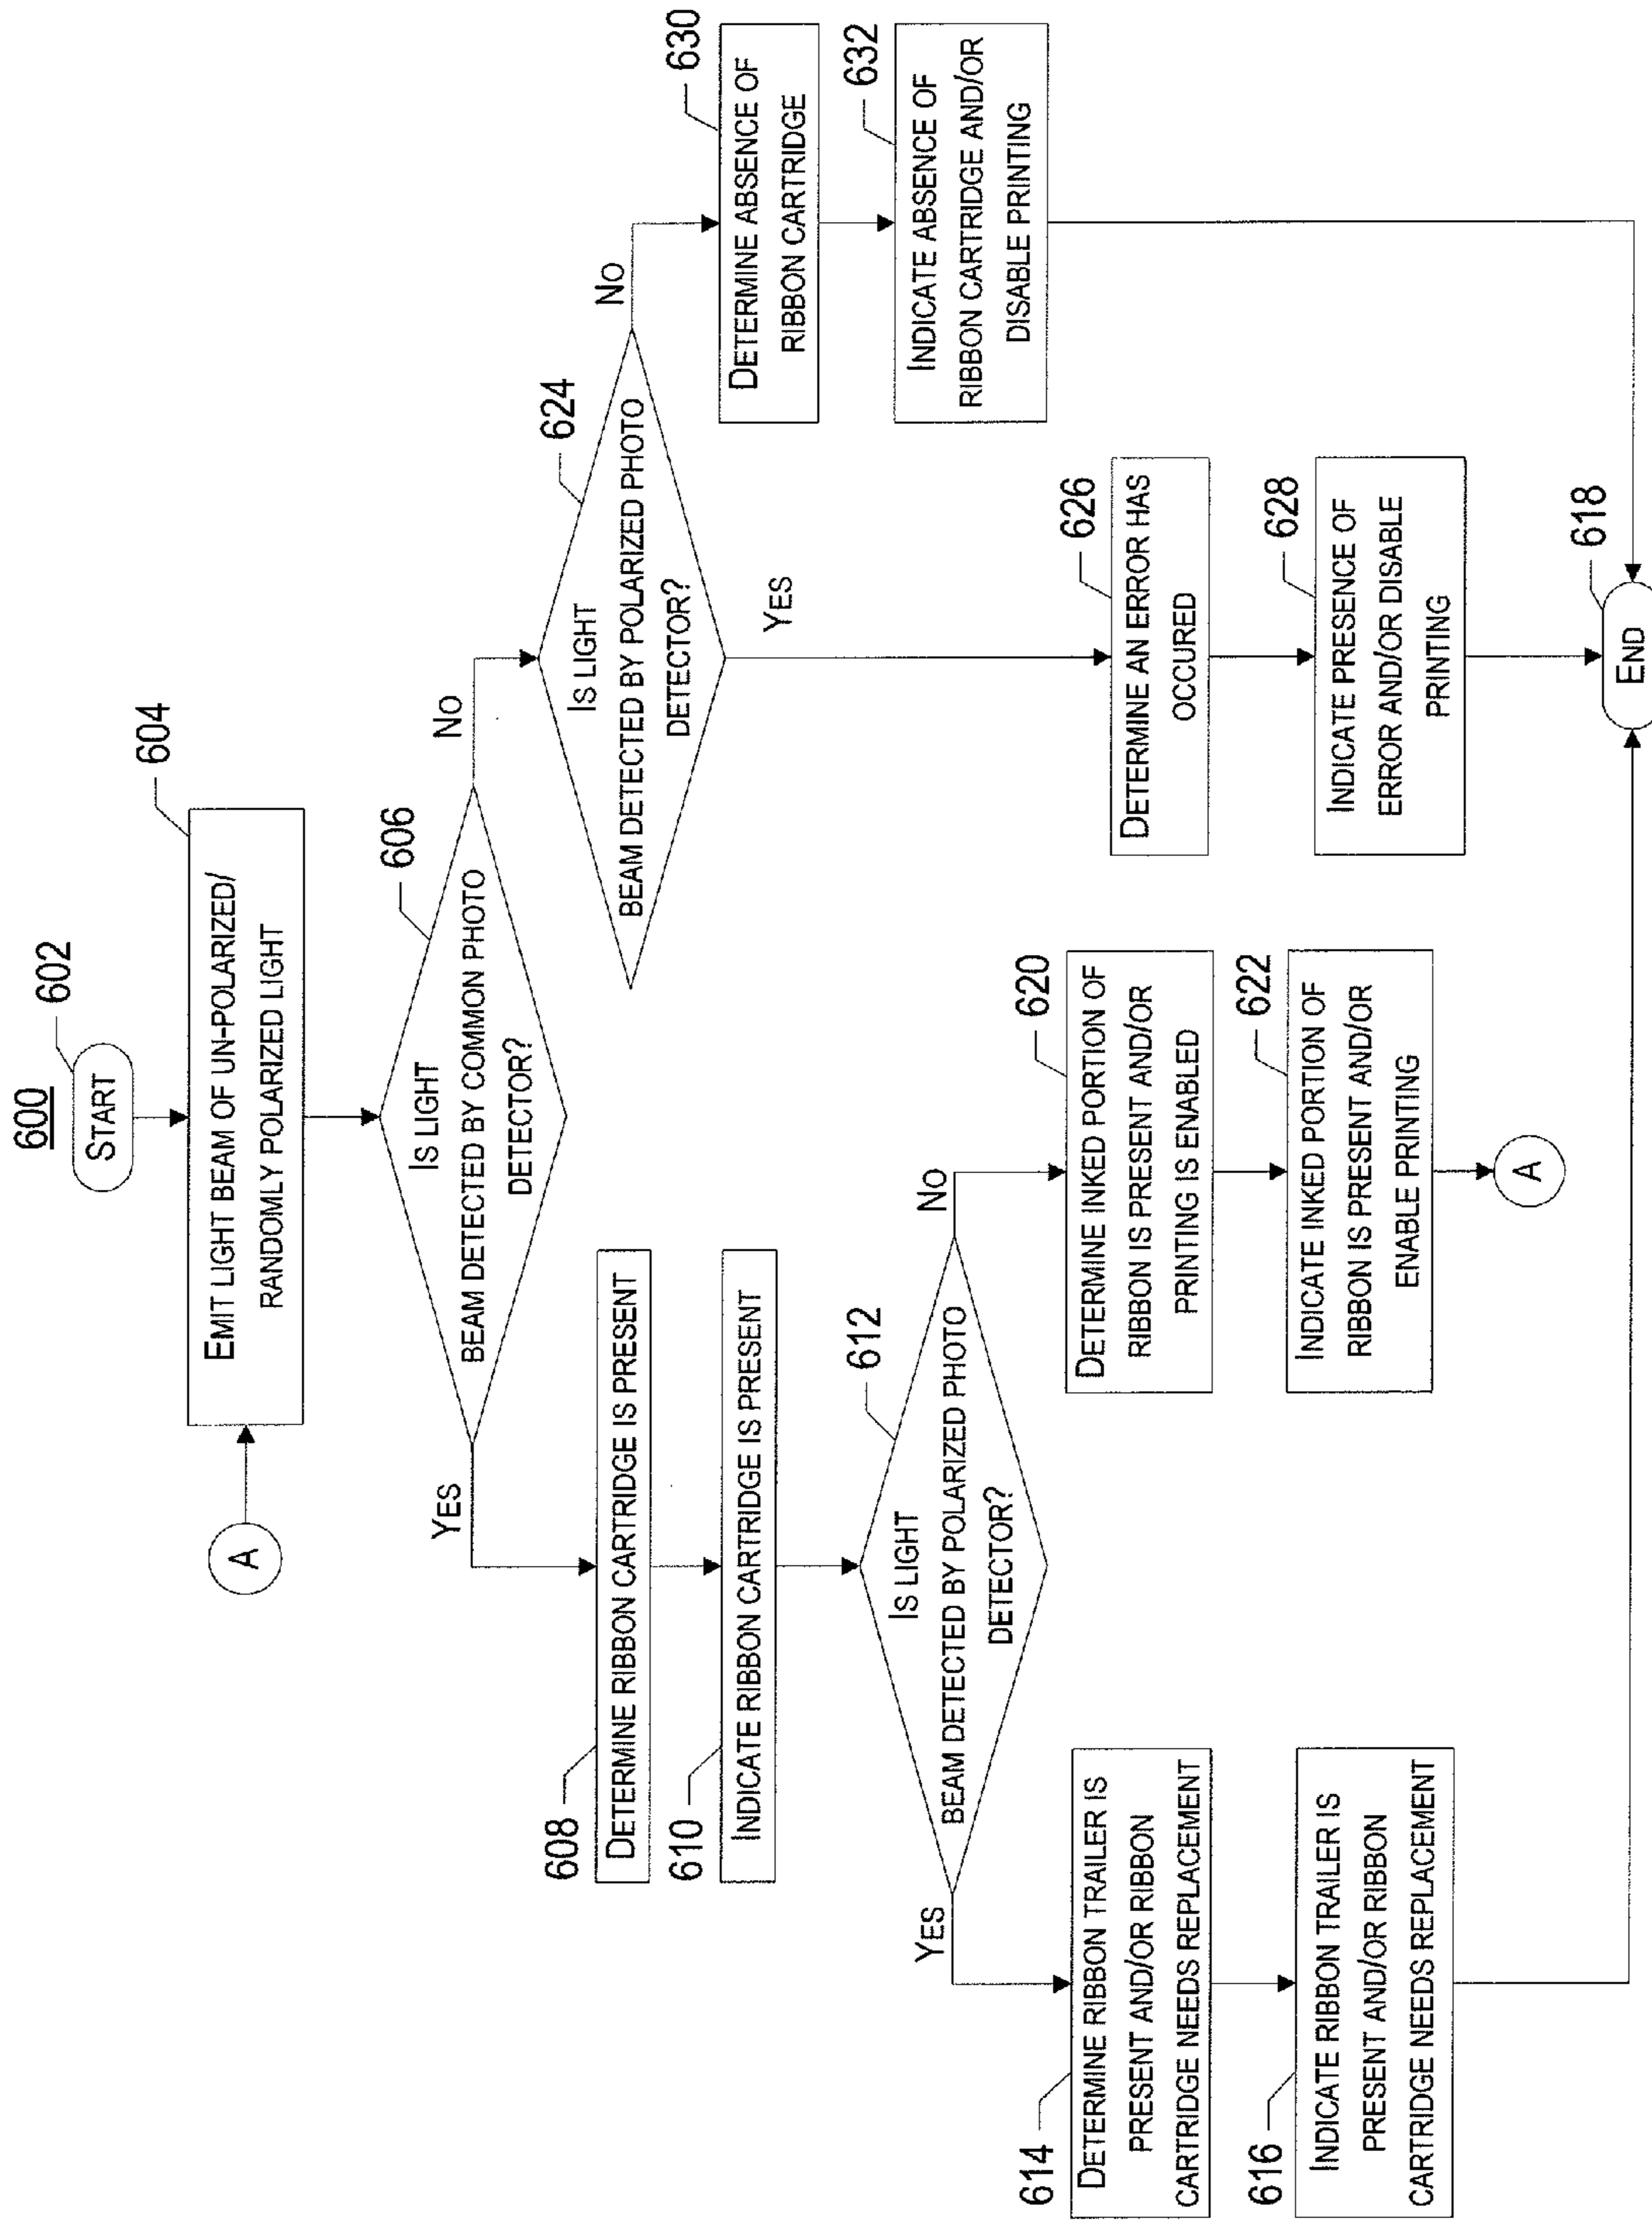 600
START
602
EMIT LIGHT BEAM OF UN-POLARIZED/
RANDOMLY POLARIZED LIGHT
604
A
IS LIGHT
BEAM DETECTED BY COMMON PHOTO
DETECTOR?
606
YES
NO
608
DETERMINE RIBBON CARTRIDGE IS PRESENT
610
INDICATE RIBBON CARTRIDGE IS PRESENT
IS LIGHT
BEAM DETECTED BY POLARIZED PHOTO
DETECTOR?
612
YES
NO
614
DETERMINE RIBBON TRAILER IS
PRESENT AND/OR RIBBON
CARTRIDGE NEEDS REPLACEMENT
616
INDICATE RIBBON TRAILER IS
PRESENT AND/OR RIBBON
CARTRIDGE NEEDS REPLACEMENT
620
DETERMINE INKED PORTION OF
RIBBON IS PRESENT AND/OR
PRINTING IS ENABLED
622
INDICATE INKED PORTION OF
RIBBON IS PRESENT AND/OR
ENABLE PRINTING
A
IS LIGHT
BEAM DETECTED BY POLARIZED PHOTO
DETECTOR?
624
YES
NO
626
DETERMINE AN ERROR HAS
OCCURED
628
INDICATE PRESENCE OF
ERROR AND/OR DISABLE
PRINTING
630
DETERMINE ABSENCE OF
RIBBON CARTRIDGE
632
INDICATE ABSENCE OF
RIBBON CARTRIDGE AND/OR
DISABLE PRINTING
618
END